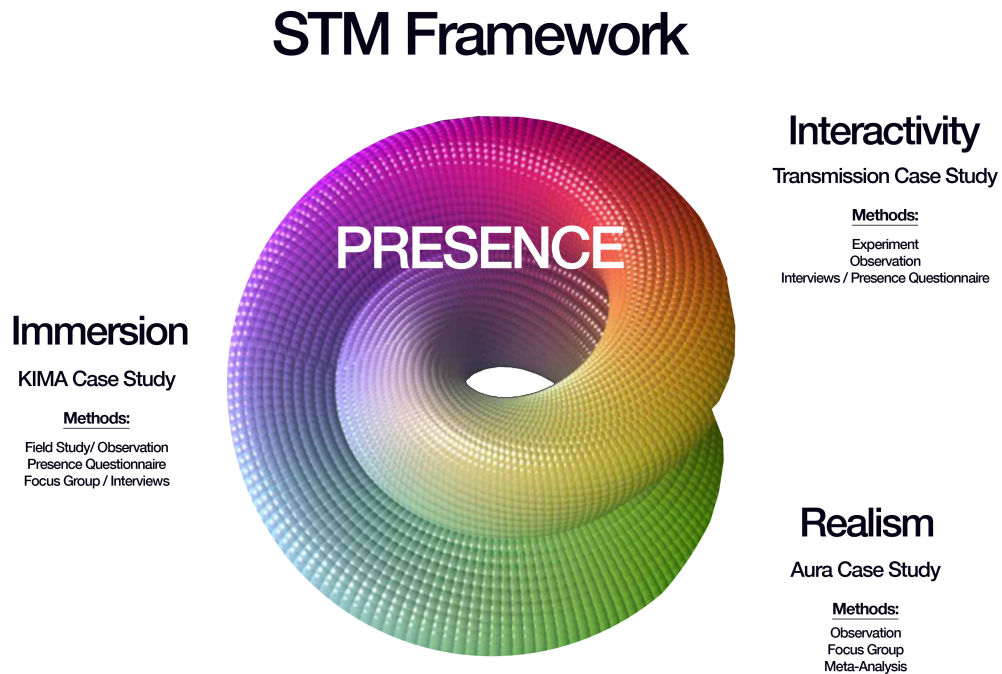 STM Framework
Interactivity
Transmission Case Study
Methods:
Experiment
Observation
Interviews / Presence Questionnaire
PRESENCE
Immersion
KIMA Case Study
Methods:
Field Study/ Observation
Presence Questionnaire
Focus Group / Interviews
Realism
Aura Case Study
Methods:
Observation
Focus Group
Meta-Analysis